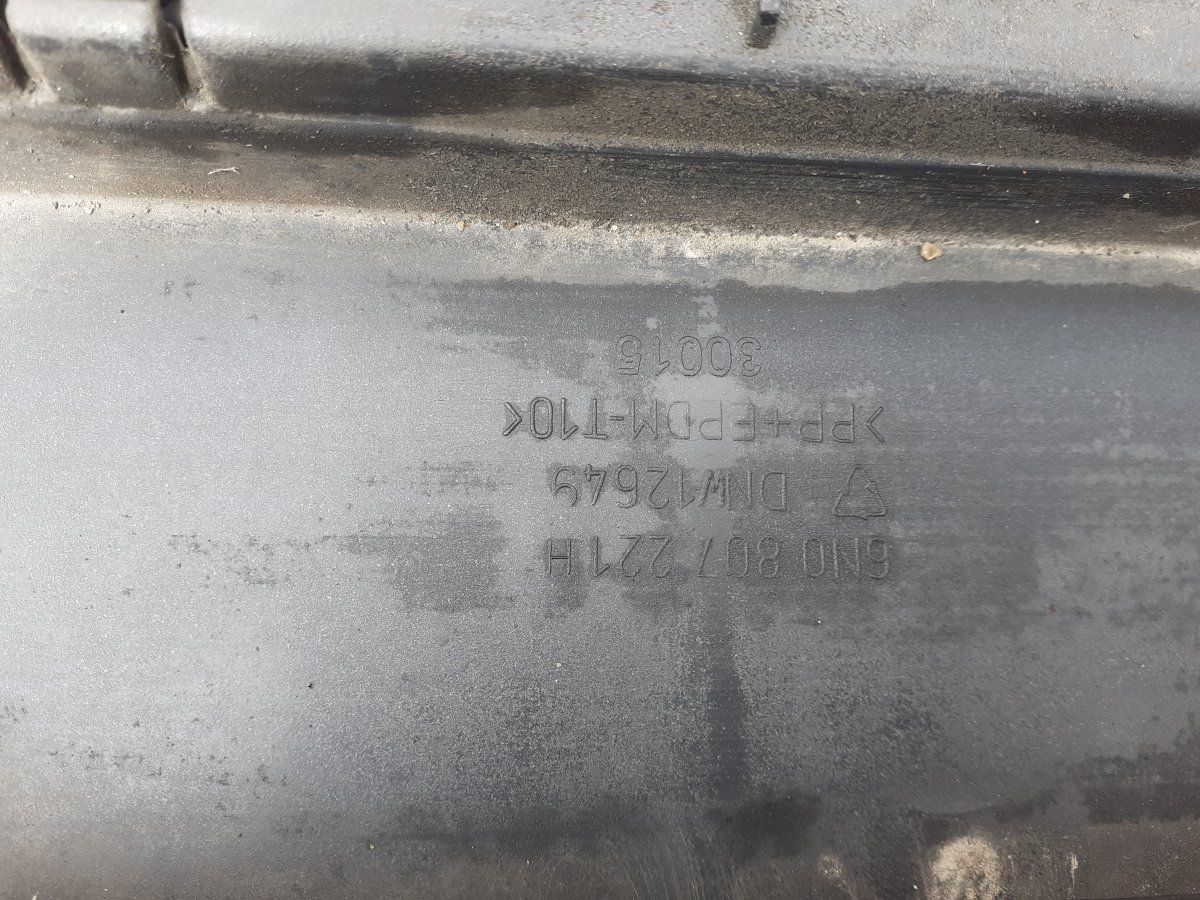 6N0 807 221 H
DNW12649
>PP+EPDM-T10<
30015